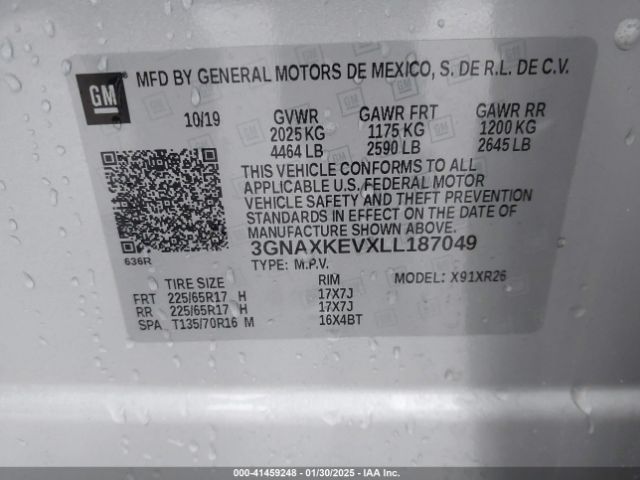 GM
MFD BY GENERAL MOTORS DE MEXICO, S. DE R.L. DE C.V.
10/19 GVWR GAWR FRT GAWR RR
2025 KG 1175 KG 1200 KG
4464 LB 2590 LB 2645 LB
THIS VEHICLE CONFORMS TO ALL
APPLICABLE U.S. FEDERAL MOTOR
VEHICLE SAFETY AND THEFT PREVENTION
STANDARDS IN EFFECT ON THE DATE OF
MANUFACTURE SHOWN ABOVE.
636R
3GNAXKEVXLL187049
TYPE: M.P.V. MODEL: X91XR26
TIRE SIZE RIM
FRT 225/65R17 H 17X7J
RR 225/65R17 H 17X7J
SPA T135/70R16 M 16X4BT
000-41459248 - 01/30/2025 - IAA Inc.